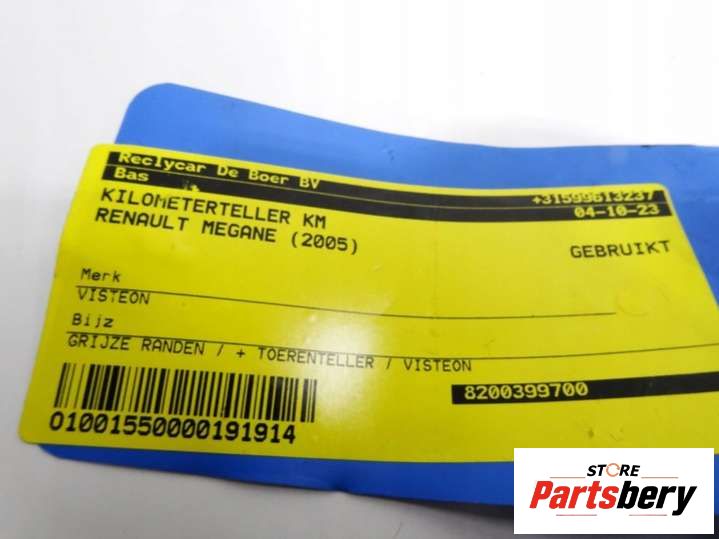 Reclycar De Boer BV
+31599613237
Bas
04-10-23
KILOMETERTELLER KM
RENAULT MEGANE (2005)
GEBRUIKT
Merk
VISTEON
Bijz
GRIJZE RANDEN / + TOERENTELLER / VISTEON
8200399700
01001550000191914
STORE
Partsbery